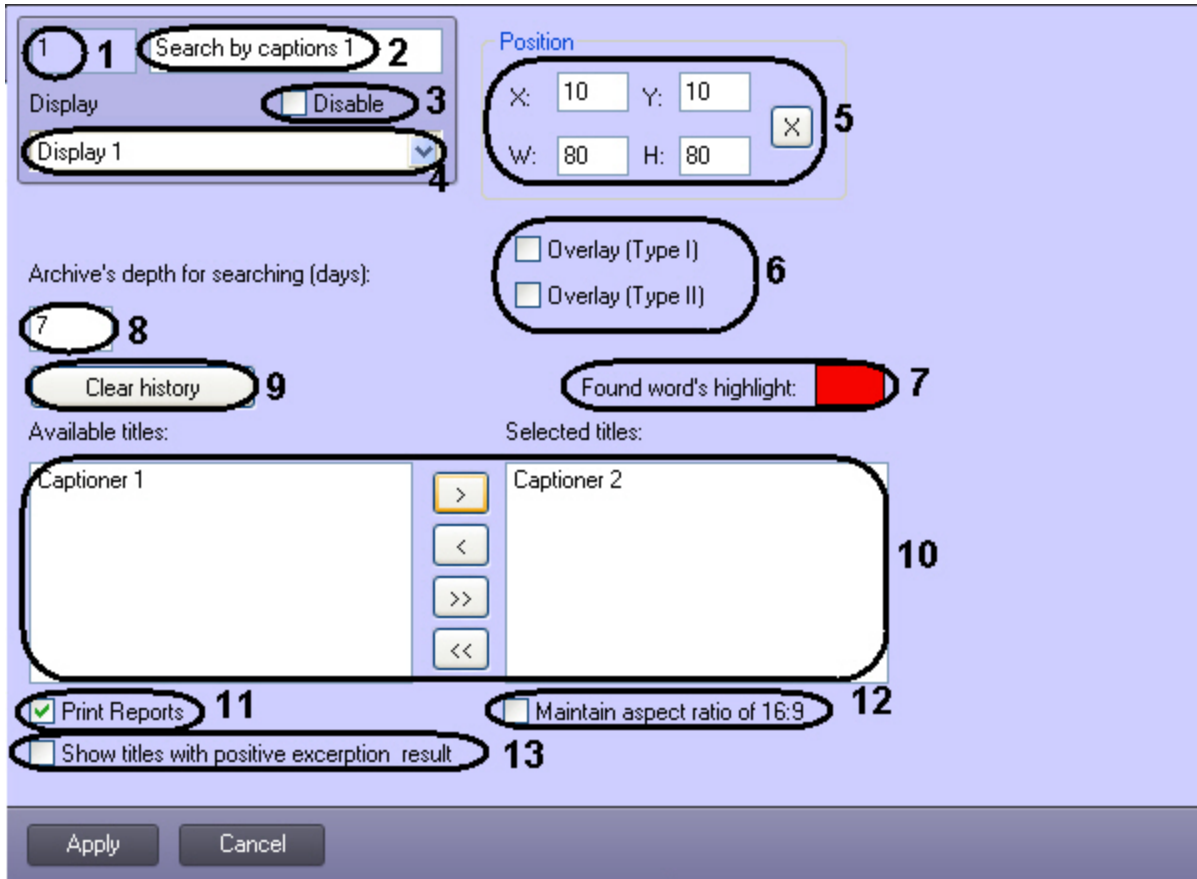 1 1 Search by captions 1 2
Display Disable 3
Display 1 4
Position
X: 10 Y: 10
W: 80 H: 80 X 5
Overlay (Type I)
Overlay (Type II) 6
Archive's depth for searching (days):
7 8
Clear history 9
Found word's highlight: 7
Available titles: Selected titles:
Captioner 1 > Captioner 2
<
>>
<<
10
Print Reports 11 Maintain aspect ratio of 16:9 12
Show titles with positive excerption result 13
Apply Cancel